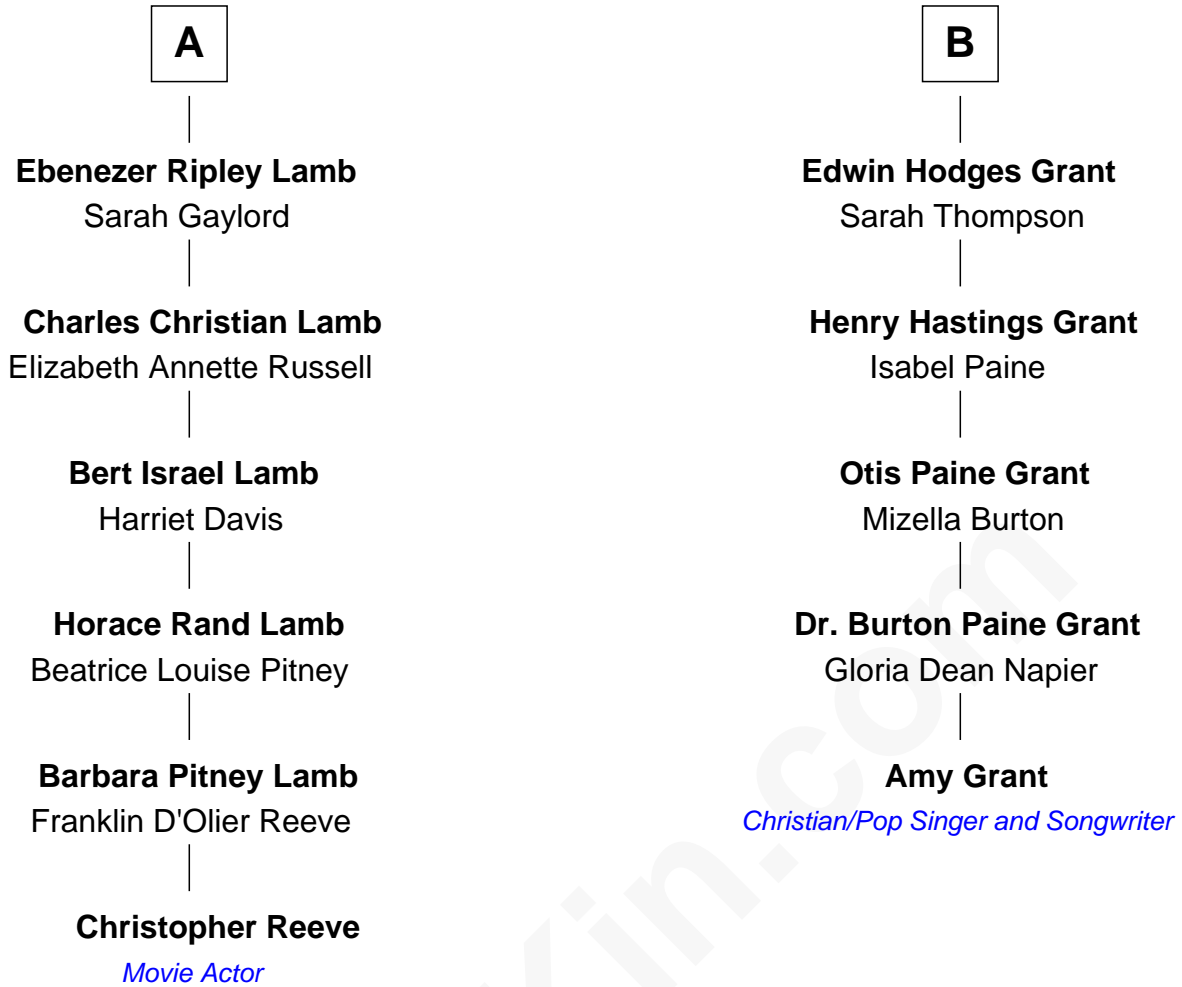 A
Ebenezer Ripley Lamb
Sarah Gaylord
Charles Christian Lamb
Elizabeth Annette Russell
Bert Israel Lamb
Harriet Davis
Horace Rand Lamb
Beatrice Louise Pitney
Barbara Pitney Lamb
Franklin D'Olier Reeve
Christopher Reeve
Movie Actor
B
Edwin Hodges Grant
Sarah Thompson
Henry Hastings Grant
Isabel Paine
Otis Paine Grant
Mizella Burton
Dr. Burton Paine Grant
Gloria Dean Napier
Amy Grant
Christian/Pop Singer and Songwriter
Kin.com